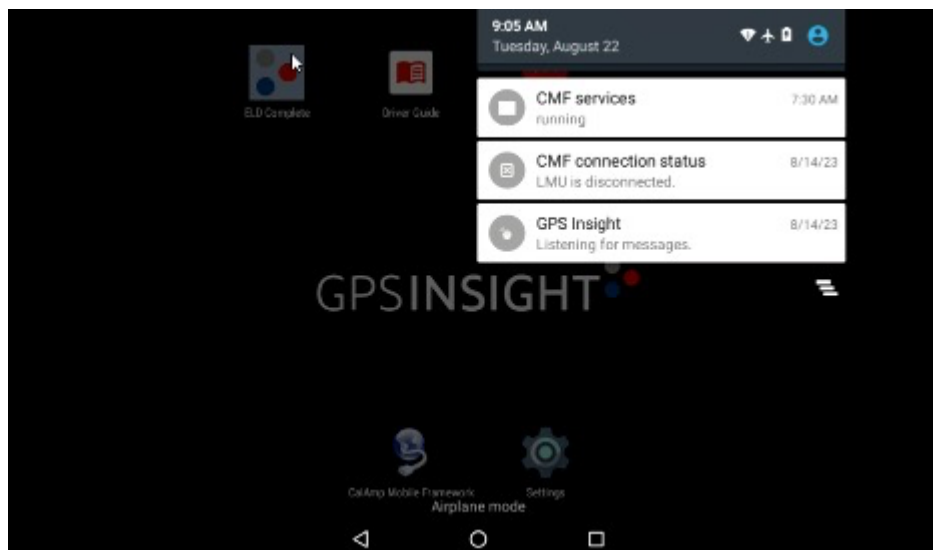 9:05 AM
Tuesday, August 22
ELD Complete
Driver Guide
CMF services
7:30 AM
running
CMF connection status
8/14/23
LMU is disconnected.
GPS Insight
8/14/23
Listening for messages.
GPSINSIGHT
CalAmp Mobile Framework
Settings
Airplane mode